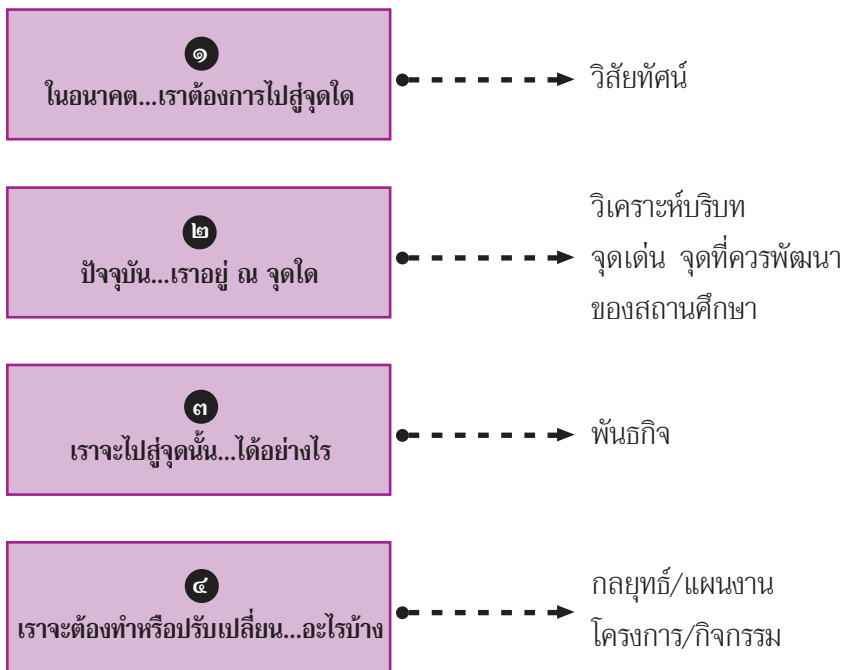 ๑
ในอนาคต...เราต้องการไปสู่จุดใด
วิสัยทัศน์
๒
ปัจจุบัน...เราอยู่ ณ จุดใด
วิเคราะห์บริบท
จุดเด่น จุดที่ควรพัฒนา
ของสถานศึกษา
๓
เราจะไปสู่จุดนั้น...ได้อย่างไร
พันธกิจ
๔
เราจะต้องทำหรือปรับเปลี่ยน...อะไรบ้าง
กลยุทธ์/แผนงาน
โครงการ/กิจกรรม